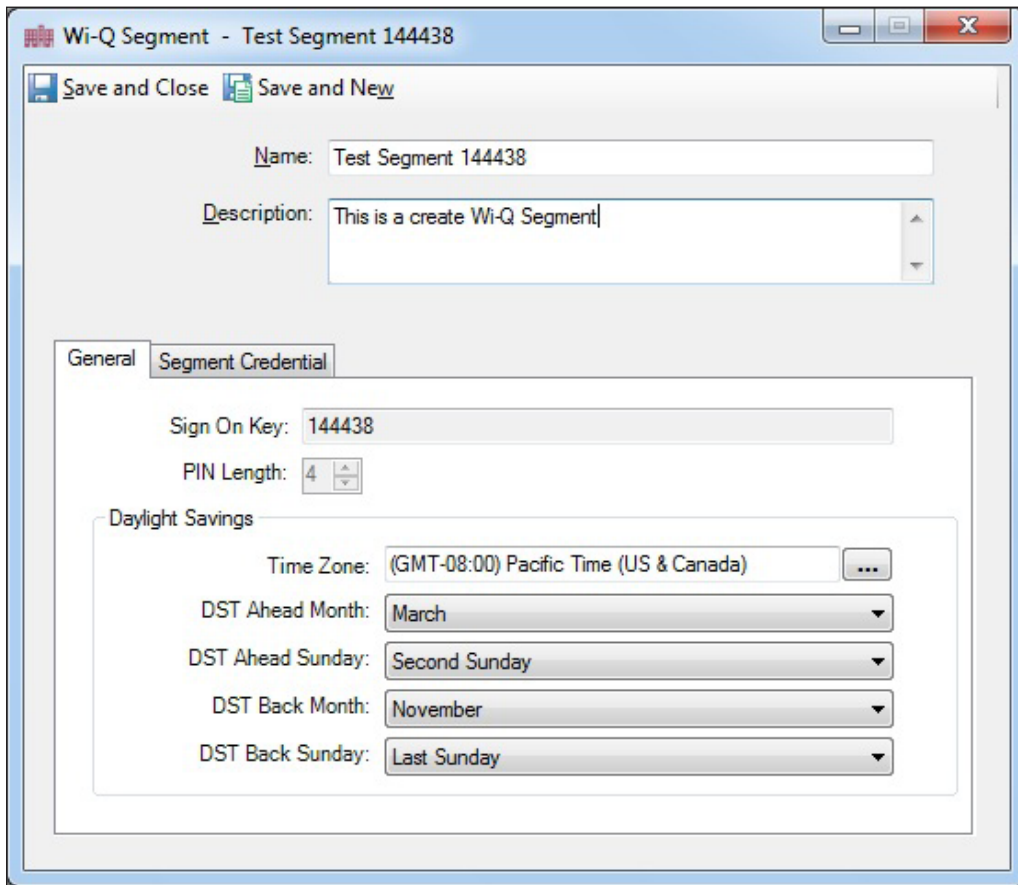 Wi-Q Segment - Test Segment 144438
Save and Close Save and New
Name: Test Segment 144438
Description: This is a create Wi-Q Segment
General Segment Credential
Sign On Key: 144438
PIN Length: 4
Daylight Savings
Time Zone: (GMT-08:00) Pacific Time (US & Canada) ...
DST Ahead Month: March
DST Ahead Sunday: Second Sunday
DST Back Month: November
DST Back Sunday: Last Sunday